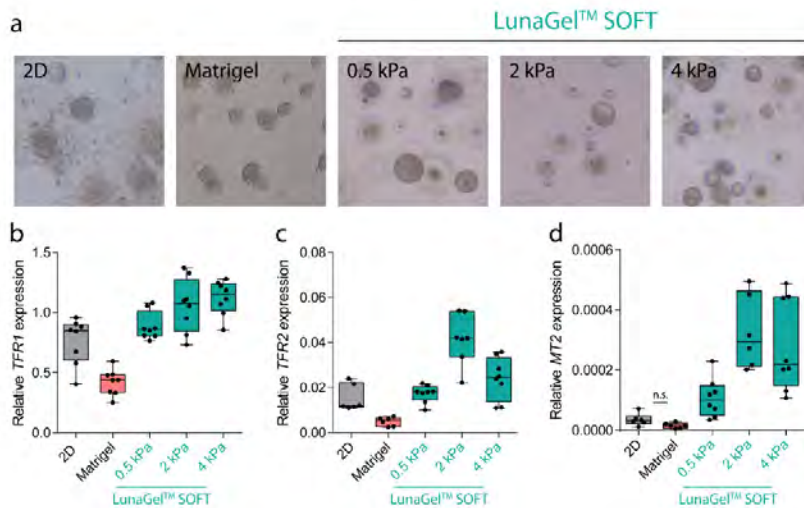 a
LunaGel™ SOFT
2D
Matrigel
0.5 kPa
2 kPa
4 kPa
b
c
d
Relative TFR1 expression
1.5
1.0
0.5
0.0
2D
Matrigel
0.5 kPa
2 kPa
4 kPa
LunaGel™ SOFT
Relative TFR2 expression
0.08
0.06
0.04
0.02
0.00
2D
Matrigel
0.5 kPa
2 kPa
4 kPa
LunaGel™ SOFT
Relative MT2 expression
0.0006
0.0004
0.0002
0.0000
n.s.
2D
Matrigel
0.5 kPa
2 kPa
4 kPa
LunaGel™ SOFT